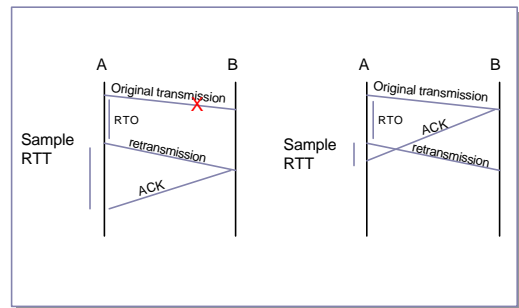 A B
Original transmission
X
RTO
Sample
RTT
retransmission
ACK
A B
Original transmission
RTO
ACK
Sample
RTT
retransmission